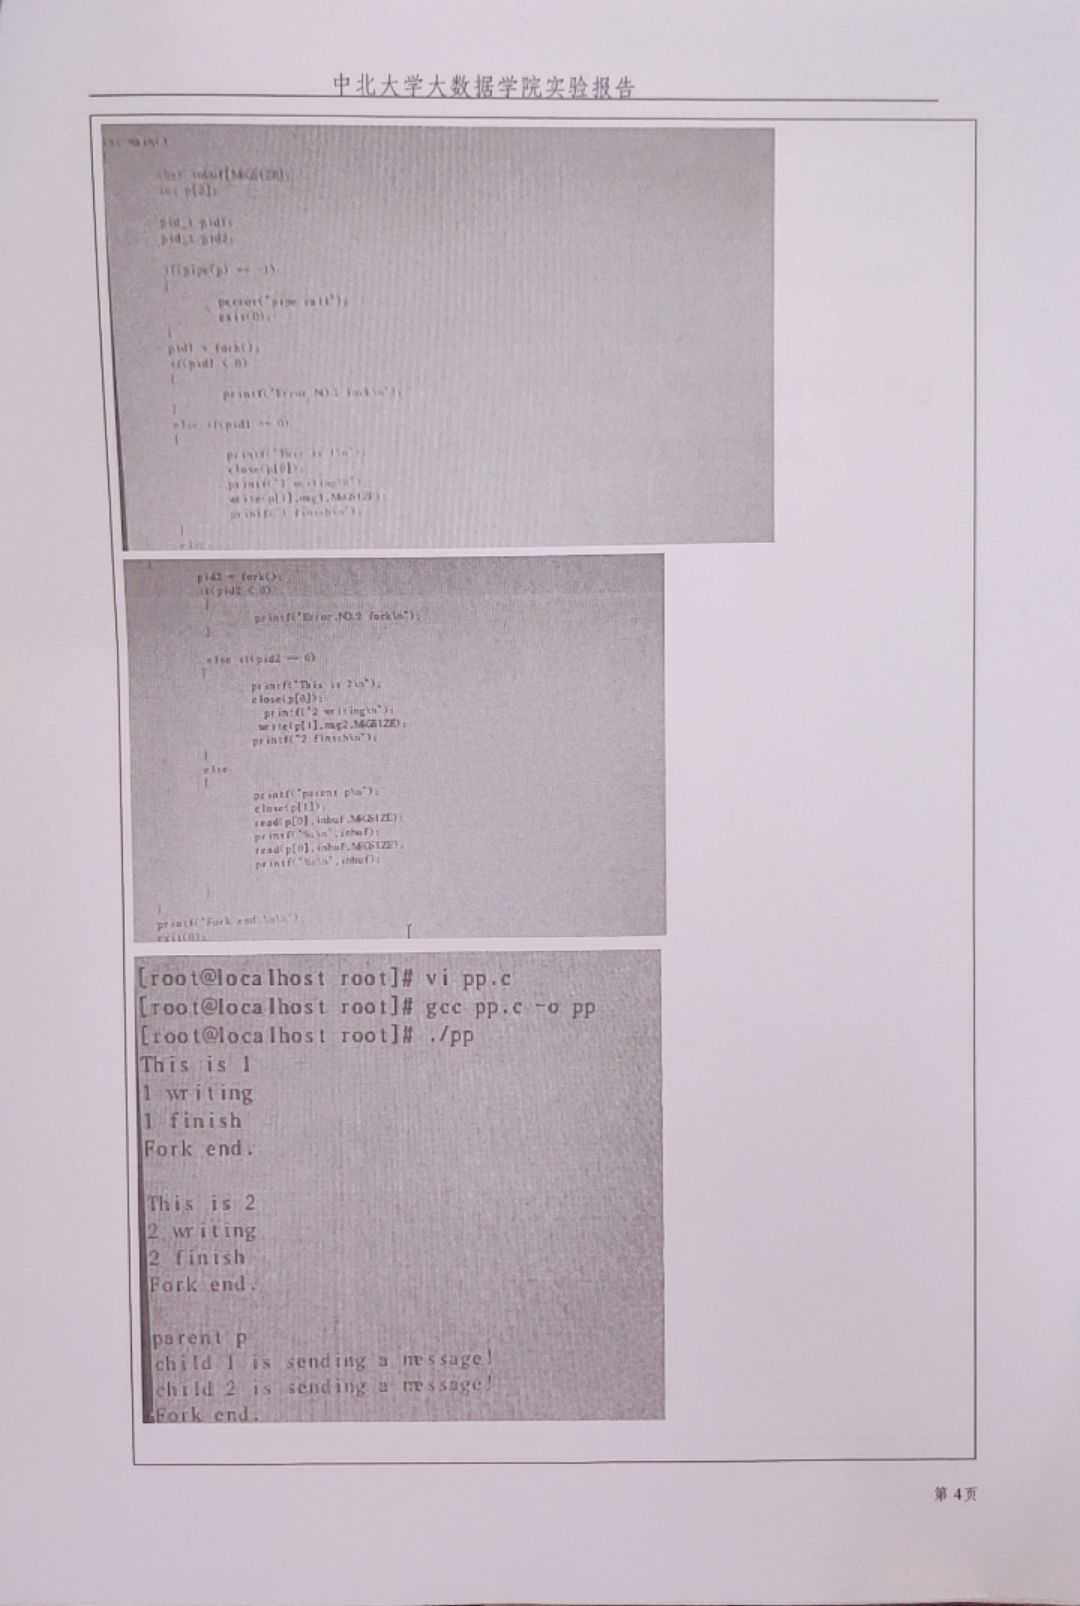 中北大学大数据学院实验报告
int main()
char inbuf[MSGSIZE];
int p[2];
pid_t pid1;
pid_t pid2;
if(pipe(p) == -1)
{
perror("pipe call");
exit(0);
}
pid1 = fork();
if(pid1 < 0)
{
printf("Error.NO.1 fork\n");
}
else if(pid1 == 0)
{
printf("This is 1\n");
close(p[0]);
printf("1 writing\n");
write(p[1],msg1,MSGSIZE);
printf("1 finish\n");
}
else
{
pid2 = fork();
if(pid2 < 0)
{
printf("Error.NO.2 fork\n");
}
else if(pid2 == 0)
{
printf("This is 2\n");
close(p[0]);
printf("2 writing\n");
write(p[1],msg2,MSGSIZE);
printf("2 finish\n");
}
else
{
printf("parent p\n");
close(p[1]);
read(p[0],inbuf,MSGSIZE);
printf("%s\n",inbuf);
read(p[0],inbuf,MSGSIZE);
printf("%s\n",inbuf);
}
}
printf("Fork end.\n\n");
exit(0);
[root@localhost root]# vi pp.c
[root@localhost root]# gcc pp.c -o pp
[root@localhost root]# ./pp
This is 1
1 writing
1 finish
Fork end.
This is 2
2 writing
2 finish
Fork end.
parent p
child 1 is sending a message!
child 2 is sending a message!
Fork end.
第 4页